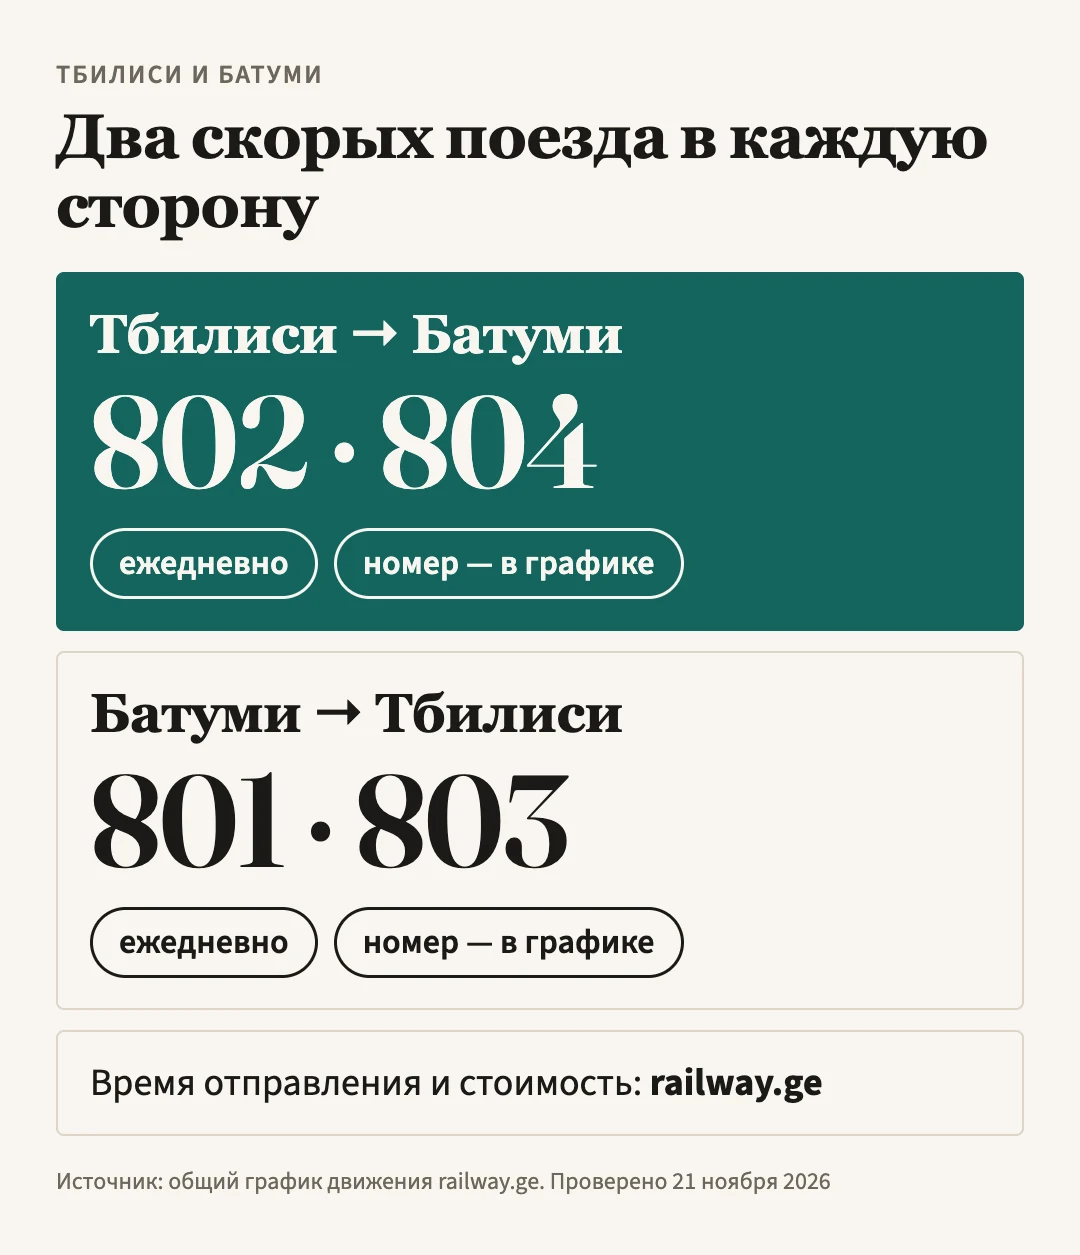 ТБИЛИСИ И БАТУМИ
Два скорых поезда в каждую
сторону
Тбилиси → Батуми
802 · 804
ежедневно
номер — в графике
Батуми → Тбилиси
801 · 803
ежедневно
номер — в графике
Время отправления и стоимость: railway.ge
Источник: общий график движения railway.ge. Проверено 21 ноября 2026